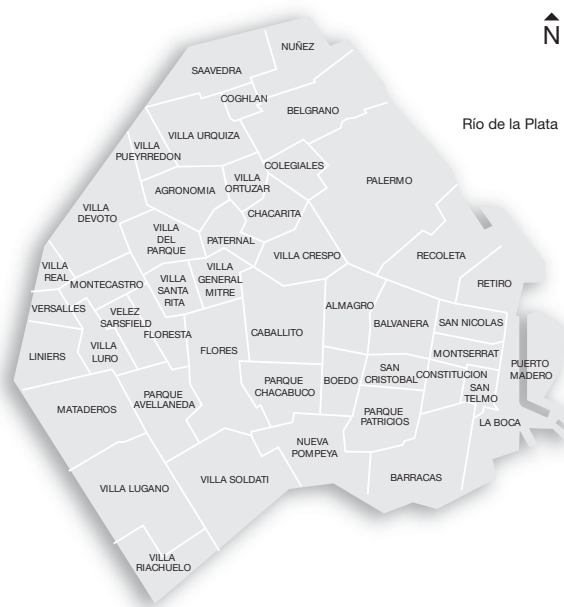 N
NUÑEZ
SAAVEDRA
COGHLAN
BELGRANO
Río de la Plata
VILLA URQUIZA
VILLA
PUEYRREDON
COLEGIALES
VILLA
ORTUZAR
PALERMO
AGRONOMIA
VILLA
DEVOTO
CHACARITA
VILLA
DEL
PARQUE
PATERNAL
VILLA CRESPO
RECOLETA
VILLA
REAL
MONTECASTRO
VILLA
SANTA
RITA
VILLA
GENERAL
MITRE
RETIRO
VERSALLES
VELEZ
SARSFIELD
FLORESTA
ALMAGRO
BALVANERA
SAN NICOLAS
CABALLITO
LINIERS
VILLA
LURO
FLORES
MONTSERRAT
PUERTO
MADERO
SAN
CRISTOBAL
CONSTITUCION
PARQUE
CHACABUCO
BOEDO
SAN
TELMO
MATADEROS
PARQUE
AVELLANEDA
PARQUE
PATRICIOS
LA BOCA
NUEVA
POMPEYA
VILLA LUGANO
VILLA SOLDATI
BARRACAS
VILLA
RIACHUELO